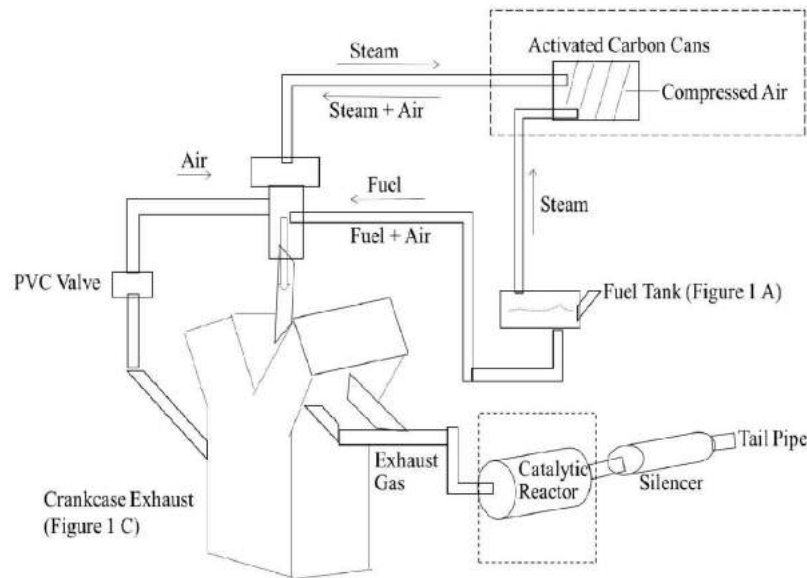 Activated Carbon Cans
Steam
Compressed Air
Steam + Air
Air
Fuel
Steam
Fuel + Air
PVC Valve
Fuel Tank (Figure 1 A)
Tail Pipe
Catalytic
Reactor
Silencer
Exhaust
Gas
Crankcase Exhaust
(Figure 1 C)